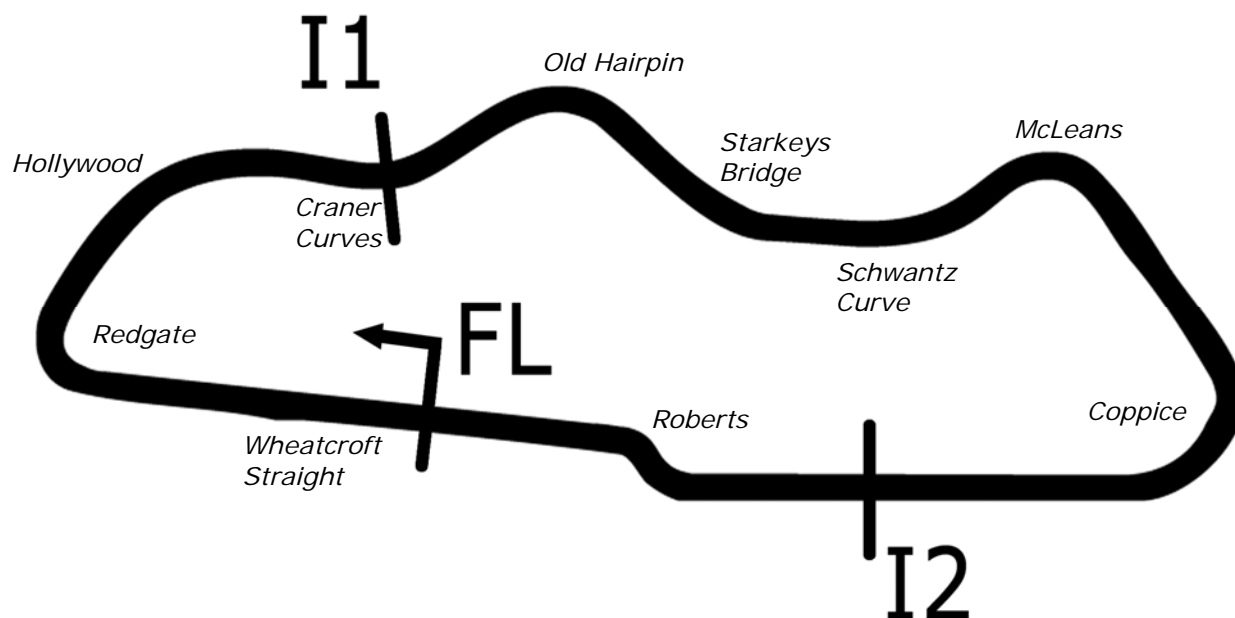 I1
Old Hairpin
McLeans
Starkeys
Bridge
Hollywood
Craner
Curves
Schwantz
Curve
Redgate
FL
Roberts
Coppice
Wheatcroft
Straight
I2